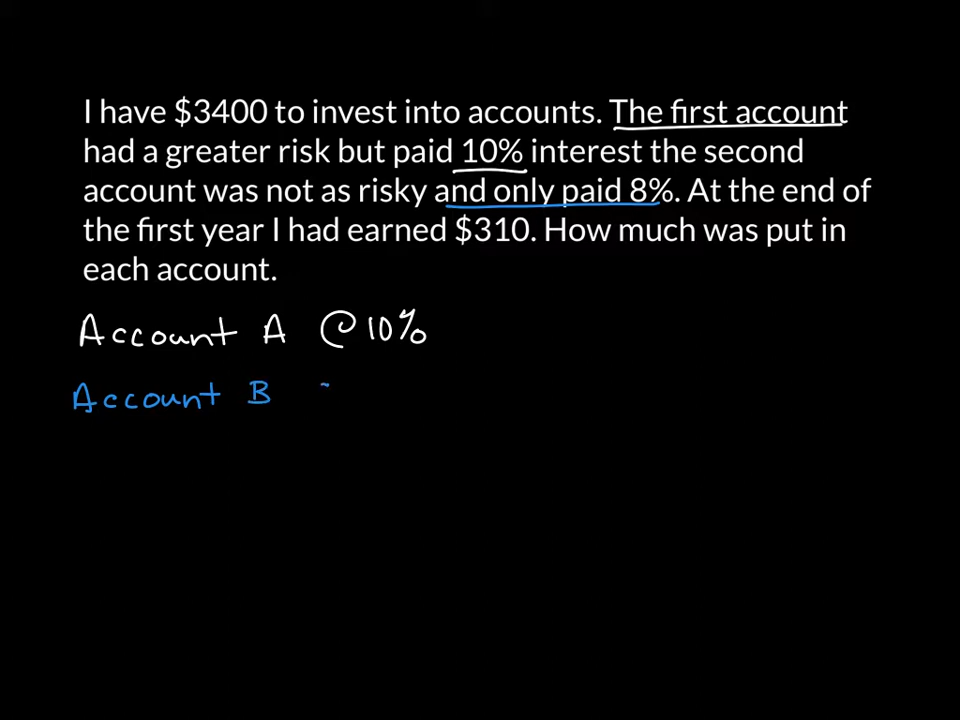 I have $3400 to invest into accounts. The first account
had a greater risk but paid 10% interest the second
account was not as risky and only paid 8%. At the end of
the first year I had earned $310. How much was put in
each account.
Account A @ 10%
Account B